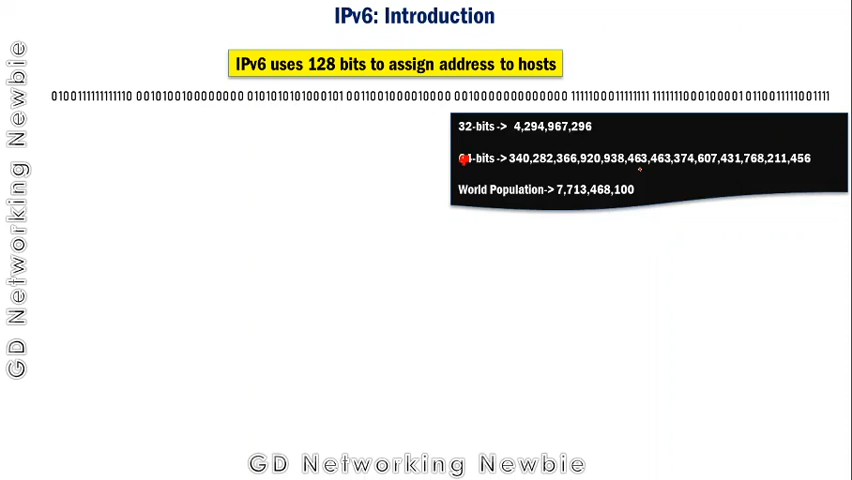 IPv6: Introduction
IPv6 uses 128 bits to assign address to hosts
0100111111111110 0010100100000000 0101010101000101 0011001000010000 0010000000000000 1111100011111111 1111111000100001 0110011111001111
32-bits -> 4,294,967,296
64-bits -> 340,282,366,920,938,463,463,374,607,431,768,211,456
World Population-> 7,713,468,100
GD Networking Newbie
GD Networking Newbie